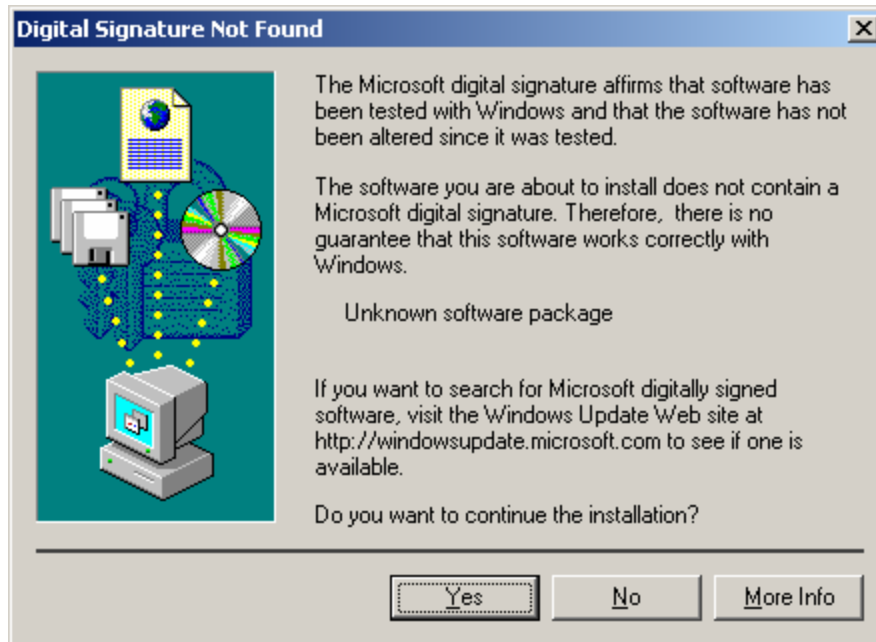 Digital Signature Not Found
The Microsoft digital signature affirms that software has
been tested with Windows and that the software has not
been altered since it was tested.
The software you are about to install does not contain a
Microsoft digital signature. Therefore,  there is no
guarantee that this software works correctly with
Windows.
Unknown software package
If you want to search for Microsoft digitally signed
software, visit the Windows Update Web site at
http://windowsupdate.microsoft.com to see if one is
available.
Do you want to continue the installation?
Yes No More Info